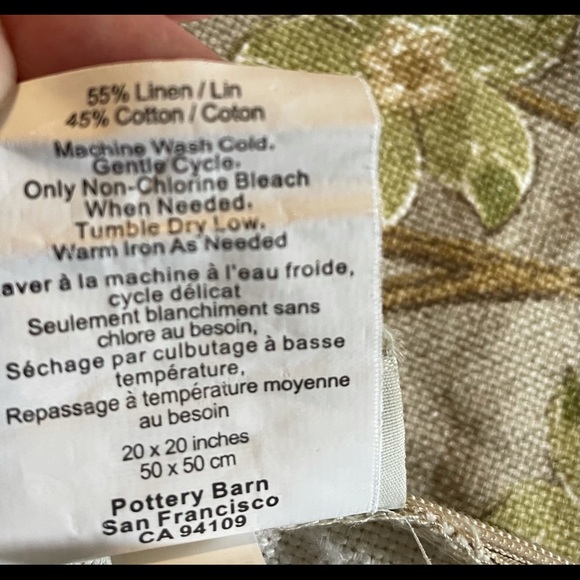 55% Linen / Lin
45% Cotton / Coton
Machine Wash Cold.
Gentle Cycle.
Only Non-Chlorine Bleach
When Needed.
Tumble Dry Low.
Warm Iron As Needed
aver à la machine à l'eau froide,
cycle délicat
Seulement blanchiment sans
chlore au besoin,
Séchage par culbutage à basse
température,
Repassage à température moyenne
au besoin
20 x 20 inches
50 x 50 cm
Pottery Barn
San Francisco
CA 94109